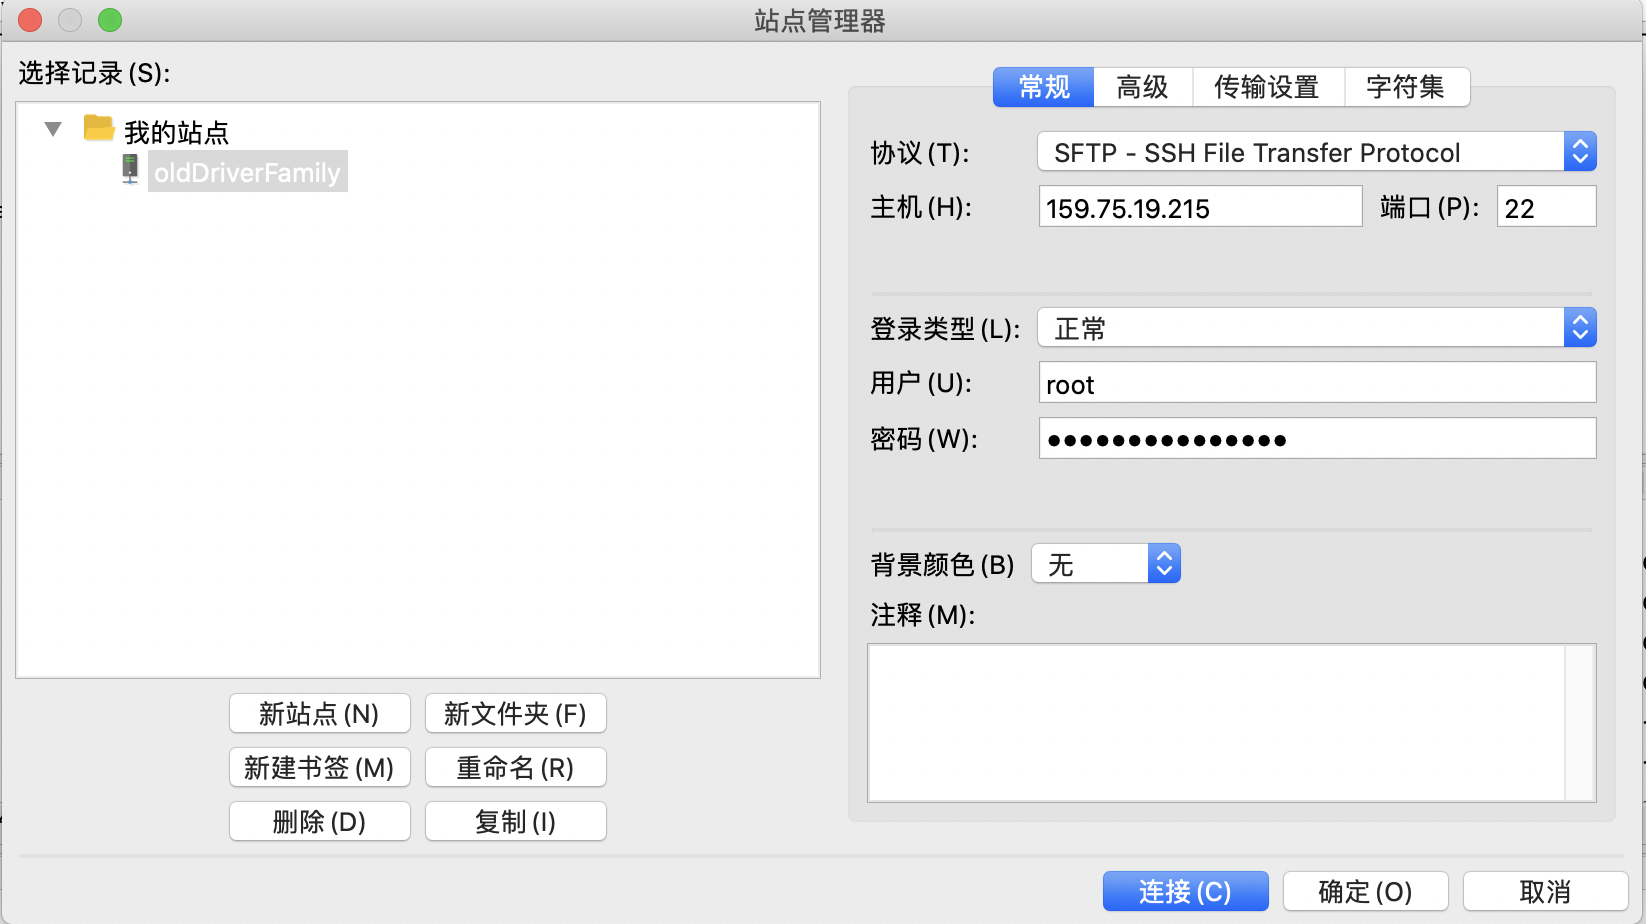 站点管理器
选择记录(S):
我的站点
oldDriverFamily
新站点(N) 新文件夹(F)
新建书签(M) 重命名(R)
删除(D) 复制(I)
常规 高级 传输设置 字符集
协议(T): SFTP - SSH File Transfer Protocol
主机(H): 159.75.19.215 端口(P): 22
登录类型(L): 正常
用户(U): root
密码(W): ●●●●●●●●●●●●●●●
背景颜色(B) 无
注释(M):
连接(C) 确定(O) 取消